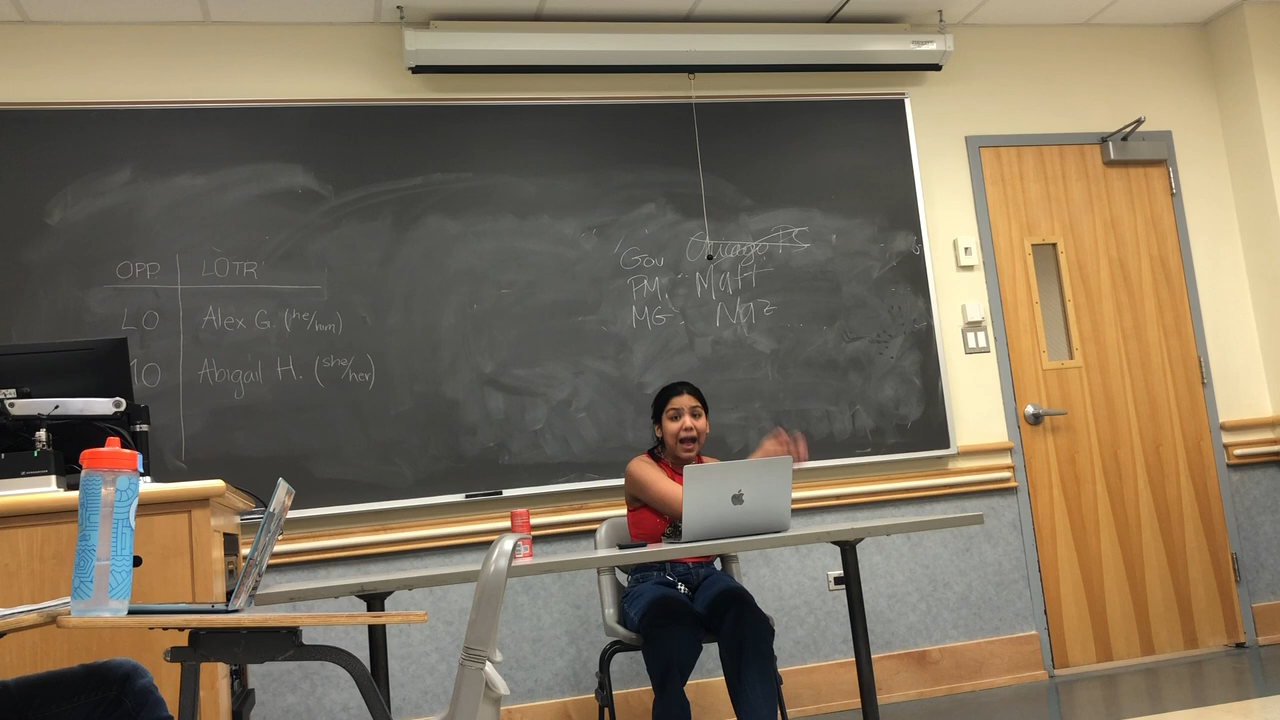 OPP LOTR
LO Alex G. (he/him)
MO Abigail H. (she/her)
Gov Chicago PS
PM. Matt
MG Naz